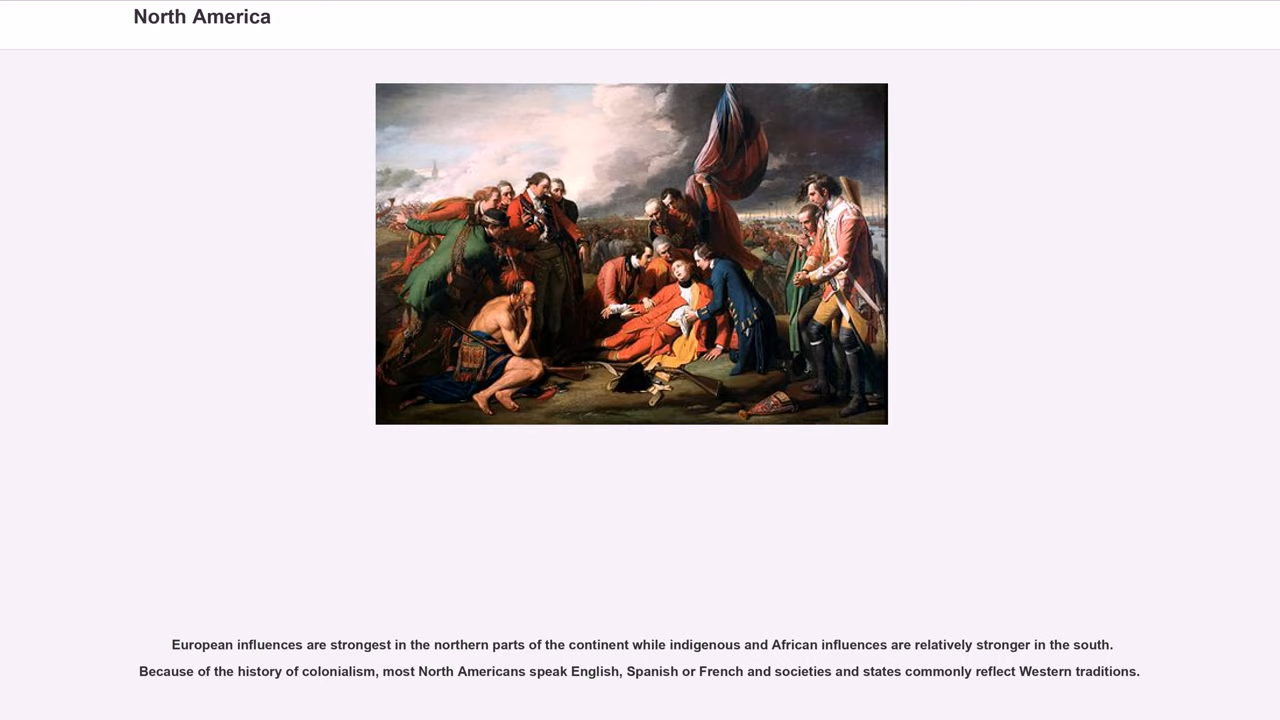 North America
European influences are strongest in the northern parts of the continent while indigenous and African influences are relatively stronger in the south.
Because of the history of colonialism, most North Americans speak English, Spanish or French and societies and states commonly reflect Western traditions.